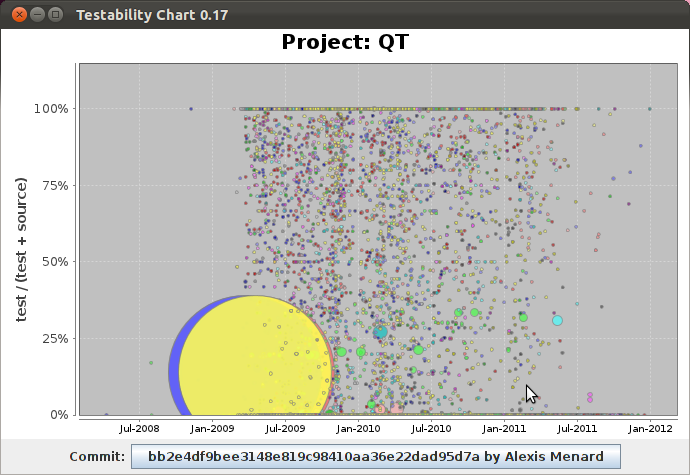 Testability Chart 0.17
Project: QT
test / (test + source)
100%
75%
50%
25%
0%
Jul-2008 Jan-2009 Jul-2009 Jan-2010 Jul-2010 Jan-2011 Jul-2011 Jan-2012
Commit: bb2e4df9bee3148e819c98410aa36e22dad95d7a by Alexis Menard